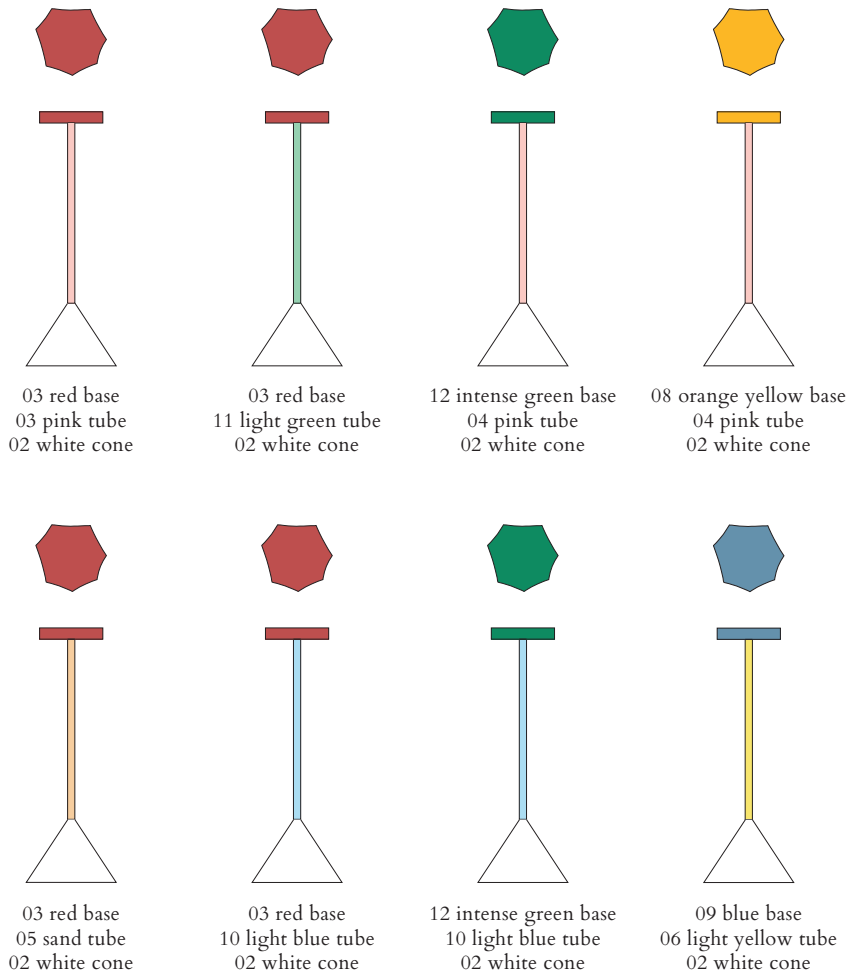 03 red base
03 pink tube
02 white cone
03 red base
11 light green tube
02 white cone
12 intense green base
04 pink tube
02 white cone
08 orange yellow base
04 pink tube
02 white cone
03 red base
05 sand tube
02 white cone
03 red base
10 light blue tube
02 white cone
12 intense green base
10 light blue tube
02 white cone
09 blue base
06 light yellow tube
02 white cone